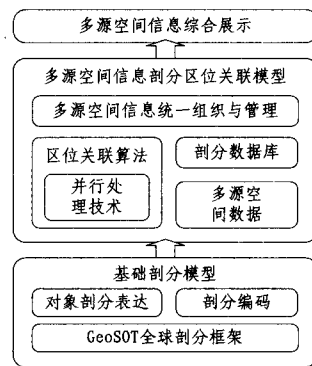 多源空间信息综合展示
多源空间信息剖分区位关联模型
多源空间信息统一组织与管理
区位关联算法
并行处
理技术
剖分数据库
多源空
间数据
基础剖分模型
对象剖分表达
剖分编码
GeoSOT全球剖分框架